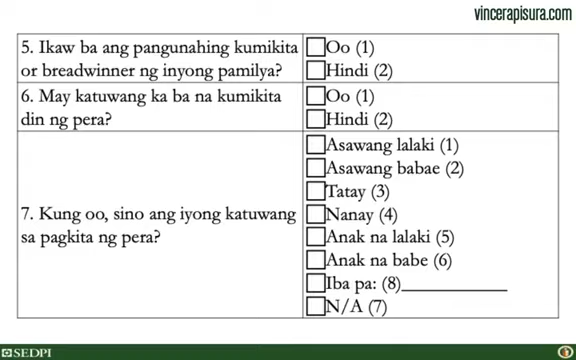 vincerapisura.com
5. Ikaw ba ang pangunahing kumikita
or breadwinner ng inyong pamilya?
Oo (1)
Hindi (2)
6. May katuwang ka ba na kumikita
din ng pera?
Oo (1)
Hindi (2)
7. Kung oo, sino ang iyong katuwang
sa pagkita ng pera?
Asawang lalaki (1)
Asawang babae (2)
Tatay (3)
Nanay (4)
Anak na lalaki (5)
Anak na babe (6)
Iba pa: (8)_______________
N/A (7)
SEDPI